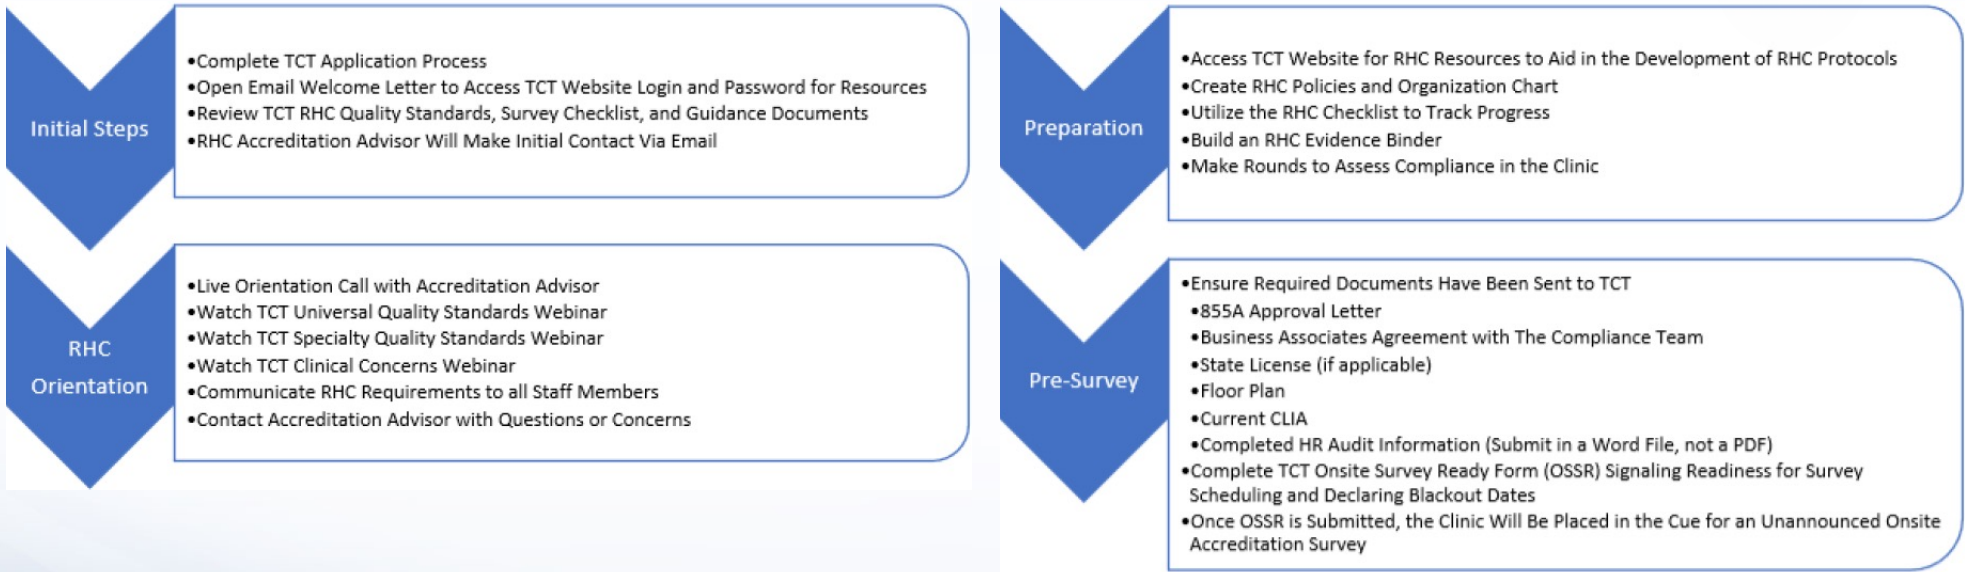 Initial Steps
•Complete TCT Application Process
•Open Email Welcome Letter to Access TCT Website Login and Password for Resources
•Review TCT RHC Quality Standards, Survey Checklist, and Guidance Documents
•RHC Accreditation Advisor Will Make Initial Contact Via Email
RHC
Orientation
•Live Orientation Call with Accreditation Advisor
•Watch TCT Universal Quality Standards Webinar
•Watch TCT Specialty Quality Standards Webinar
•Watch TCT Clinical Concerns Webinar
•Communicate RHC Requirements to all Staff Members
•Contact Accreditation Advisor with Questions or Concerns
Preparation
•Access TCT Website for RHC Resources to Aid in the Development of RHC Protocols
•Create RHC Policies and Organization Chart
•Utilize the RHC Checklist to Track Progress
•Build an RHC Evidence Binder
•Make Rounds to Assess Compliance in the Clinic
Pre-Survey
•Ensure Required Documents Have Been Sent to TCT
•855A Approval Letter
•Business Associates Agreement with The Compliance Team
•State License (if applicable)
•Floor Plan
•Current CLIA
•Completed HR Audit Information (Submit in a Word File, not a PDF)
•Complete TCT Onsite Survey Ready Form (OSSR) Signaling Readiness for Survey
Scheduling and Declaring Blackout Dates
•Once OSSR is Submitted, the Clinic Will Be Placed in the Cue for an Unannounced Onsite
Accreditation Survey